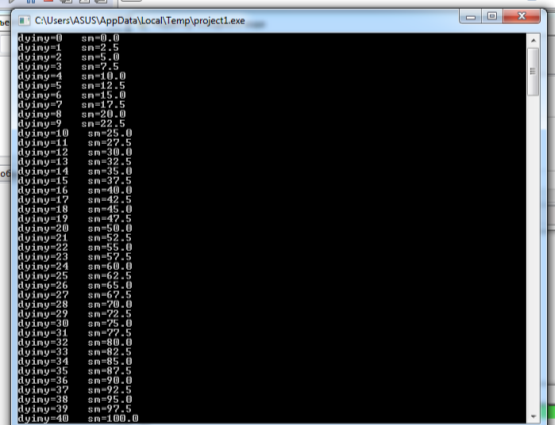 C:\Users\ASUS\AppData\Local\Temp\project1.exe
dyimy=0   sm=0.0
dyimy=1   sm=2.5
dyimy=2   sm=5.0
dyimy=3   sm=7.5
dyimy=4   sm=10.0
dyimy=5   sm=12.5
dyimy=6   sm=15.0
dyimy=7   sm=17.5
dyimy=8   sm=20.0
dyimy=9   sm=22.5
dyimy=10   sm=25.0
dyimy=11   sm=27.5
dyimy=12   sm=30.0
dyimy=13   sm=32.5
dyimy=14   sm=35.0
dyimy=15   sm=37.5
dyimy=16   sm=40.0
dyimy=17   sm=42.5
dyimy=18   sm=45.0
dyimy=19   sm=47.5
dyimy=20   sm=50.0
dyimy=21   sm=52.5
dyimy=22   sm=55.0
dyimy=23   sm=57.5
dyimy=24   sm=60.0
dyimy=25   sm=62.5
dyimy=26   sm=65.0
dyimy=27   sm=67.5
dyimy=28   sm=70.0
dyimy=29   sm=72.5
dyimy=30   sm=75.0
dyimy=31   sm=77.5
dyimy=32   sm=80.0
dyimy=33   sm=82.5
dyimy=34   sm=85.0
dyimy=35   sm=87.5
dyimy=36   sm=90.0
dyimy=37   sm=92.5
dyimy=38   sm=95.0
dyimy=39   sm=97.5
dyimy=40   sm=100.0